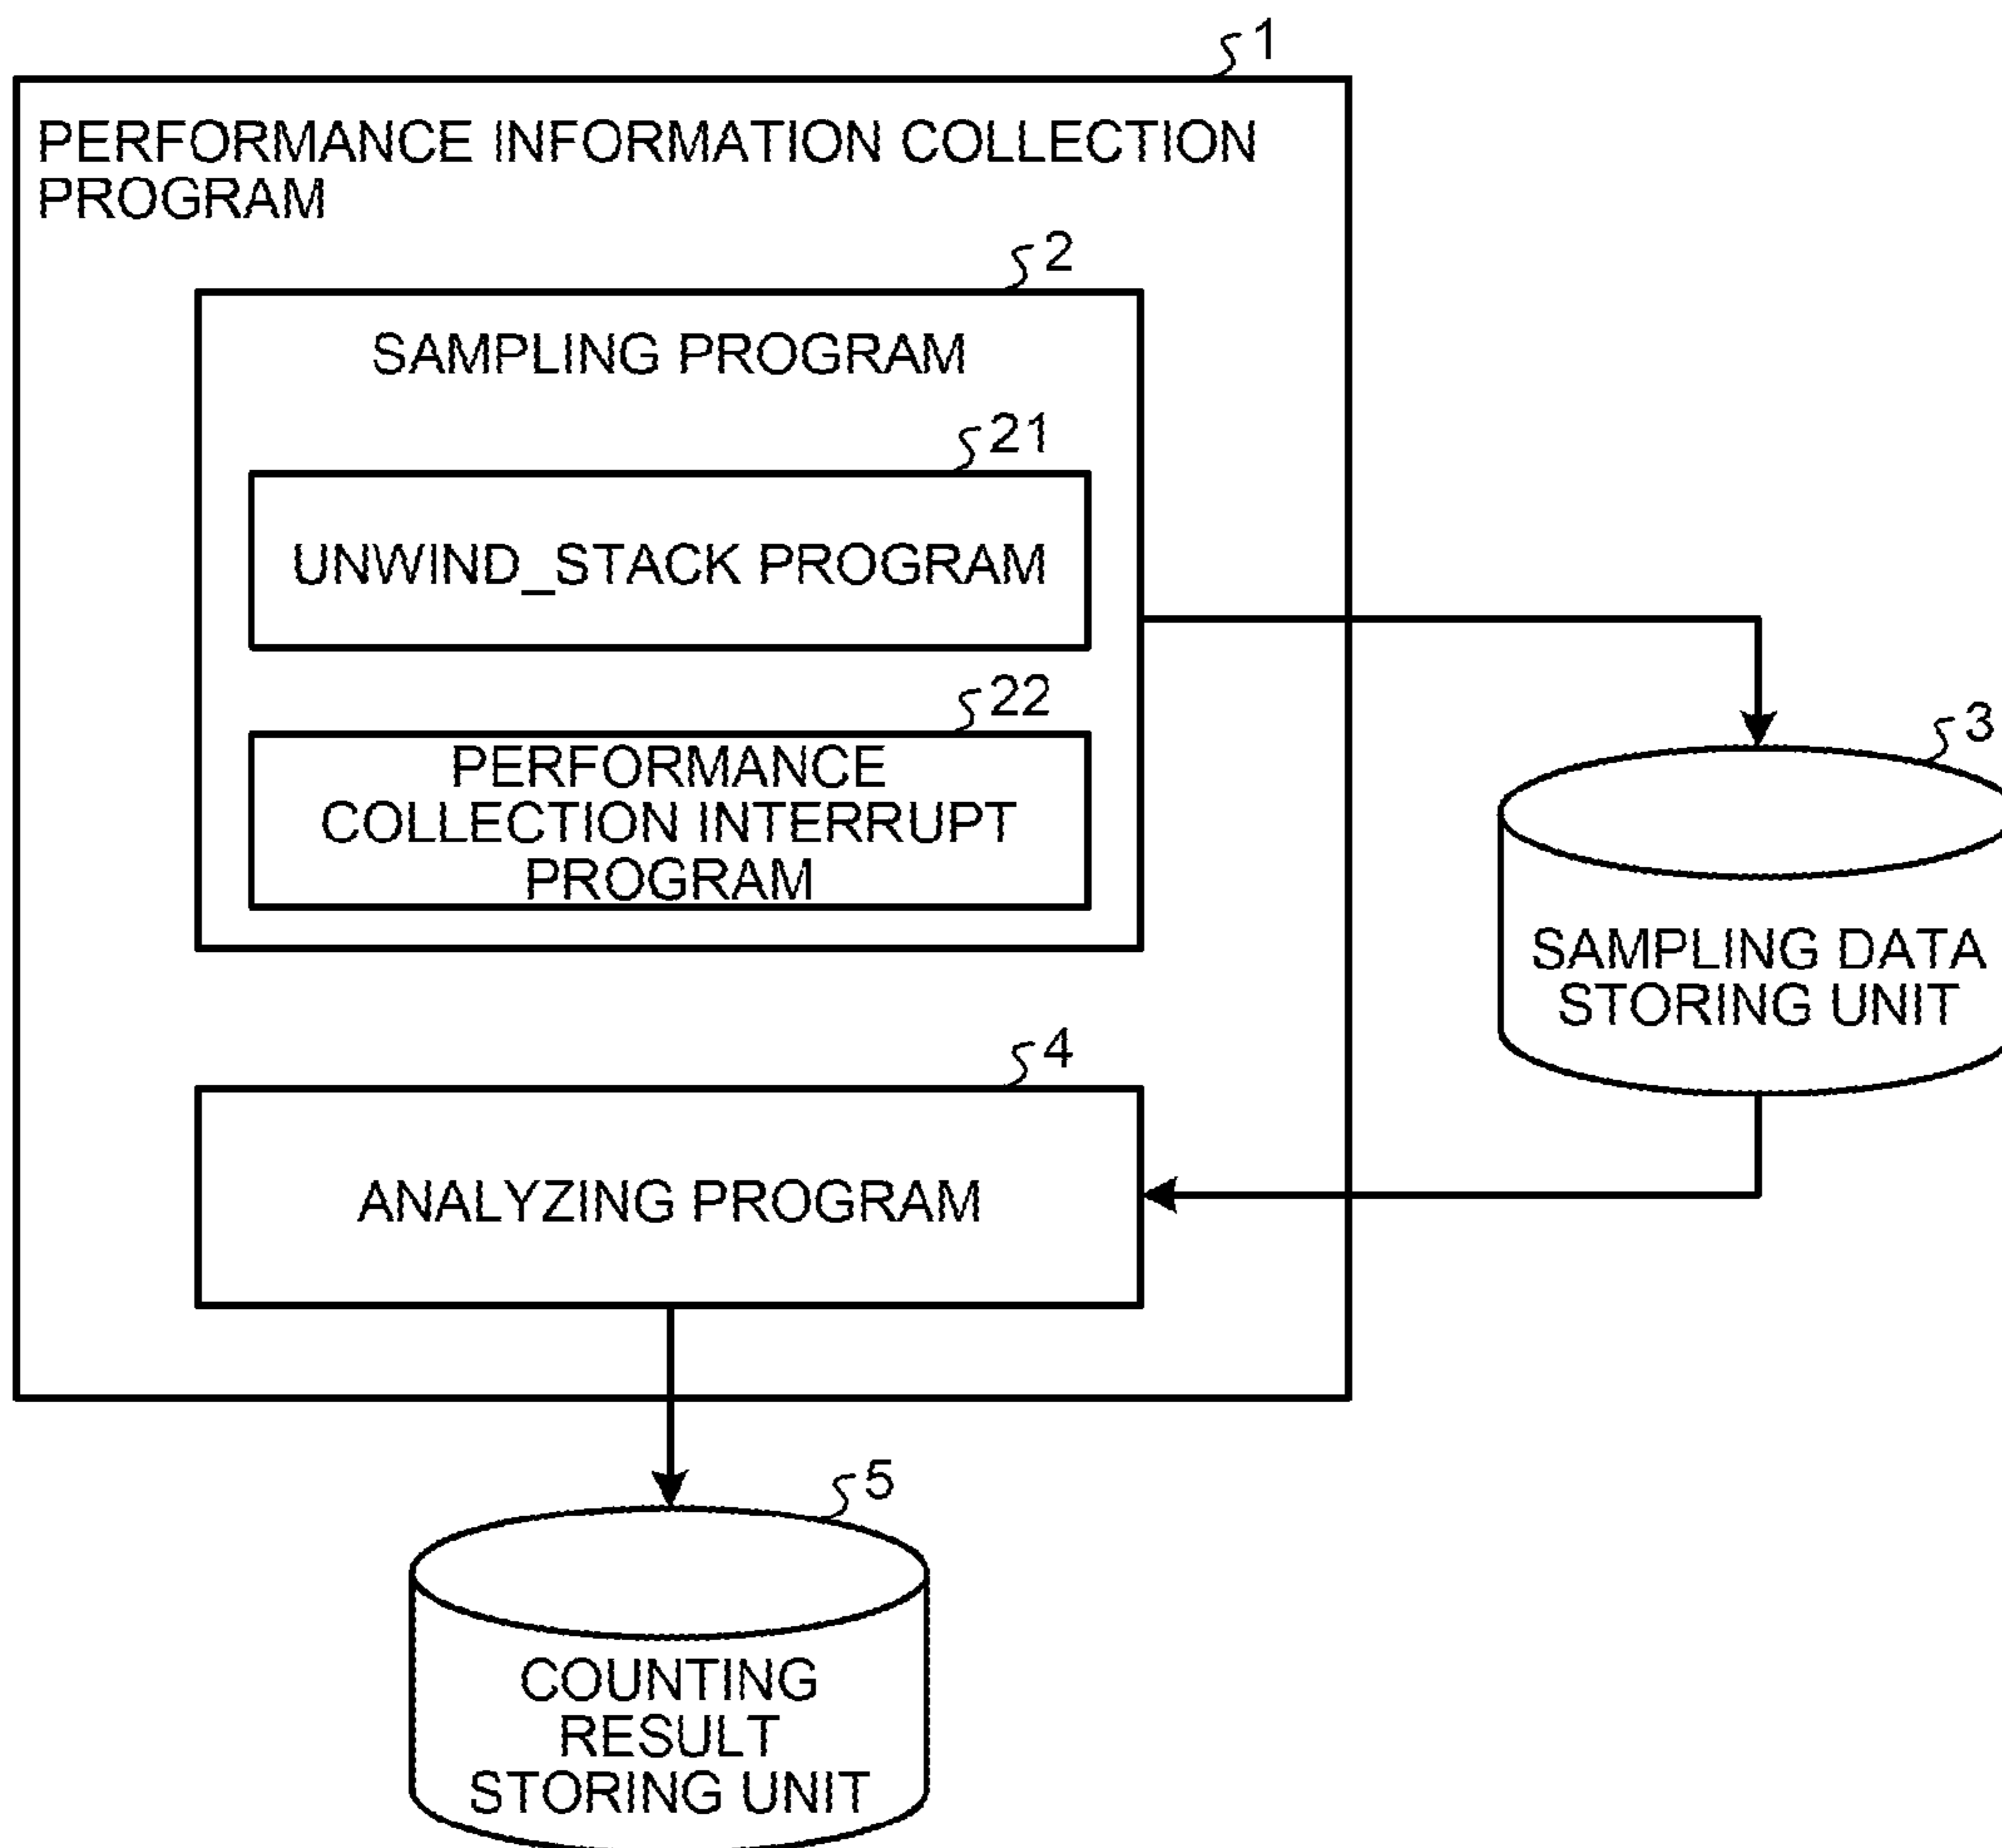 1
PERFORMANCE INFORMATION COLLECTION
PROGRAM
2
SAMPLING PROGRAM
21
UNWIND_STACK PROGRAM
22
PERFORMANCE
COLLECTION INTERRUPT
PROGRAM
3
SAMPLING DATA
STORING UNIT
4
ANALYZING PROGRAM
5
COUNTING
RESULT
STORING UNIT